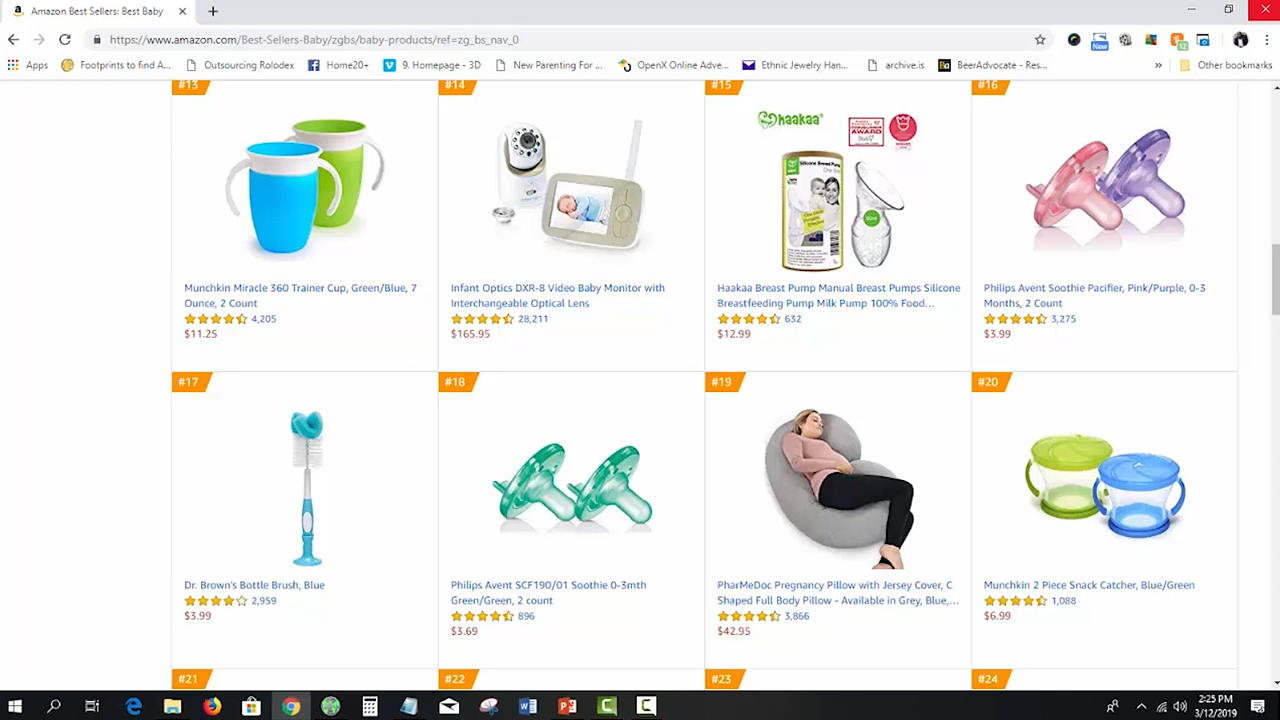 Amazon Best Sellers: Best Baby
https://www.amazon.com/Best-Sellers-Baby/zgbs/baby-products/ref=zg_bs_nav_0
New
12
Apps
Footprints to find A...
Outsourcing Rolodex
Home20+
9. Homepage - 3D
New Parenting For ...
OpenX Online Adve...
Ethnic Jewelry Han...
archive.is
BeerAdvocate - Res...
»
Other bookmarks
#13
#14
#15
#16
haakaa
AWARD
Munchkin Miracle 360 Trainer Cup, Green/Blue, 7
Ounce, 2 Count
4,205
$11.25
Infant Optics DXR-8 Video Baby Monitor with
Interchangeable Optical Lens
28,211
$165.95
Haakaa Breast Pump Manual Breast Pumps Silicone
Breastfeeding Pump Milk Pump 100% Food...
632
$12.99
Philips Avent Soothie Pacifier, Pink/Purple, 0-3
Months, 2 Count
3,275
$3.99
#17
#18
#19
#20
Dr. Brown's Bottle Brush, Blue
2,959
$3.99
Philips Avent SCF190/01 Soothie 0-3mth
Green/Green, 2 count
896
$3.69
PharMeDoc Pregnancy Pillow with Jersey Cover, C
Shaped Full Body Pillow - Available in Grey, Blue,...
3,866
$42.95
Munchkin 2 Piece Snack Catcher, Blue/Green
1,088
$6.99
#21
#22
#23
#24
2:25 PM
3/12/2019